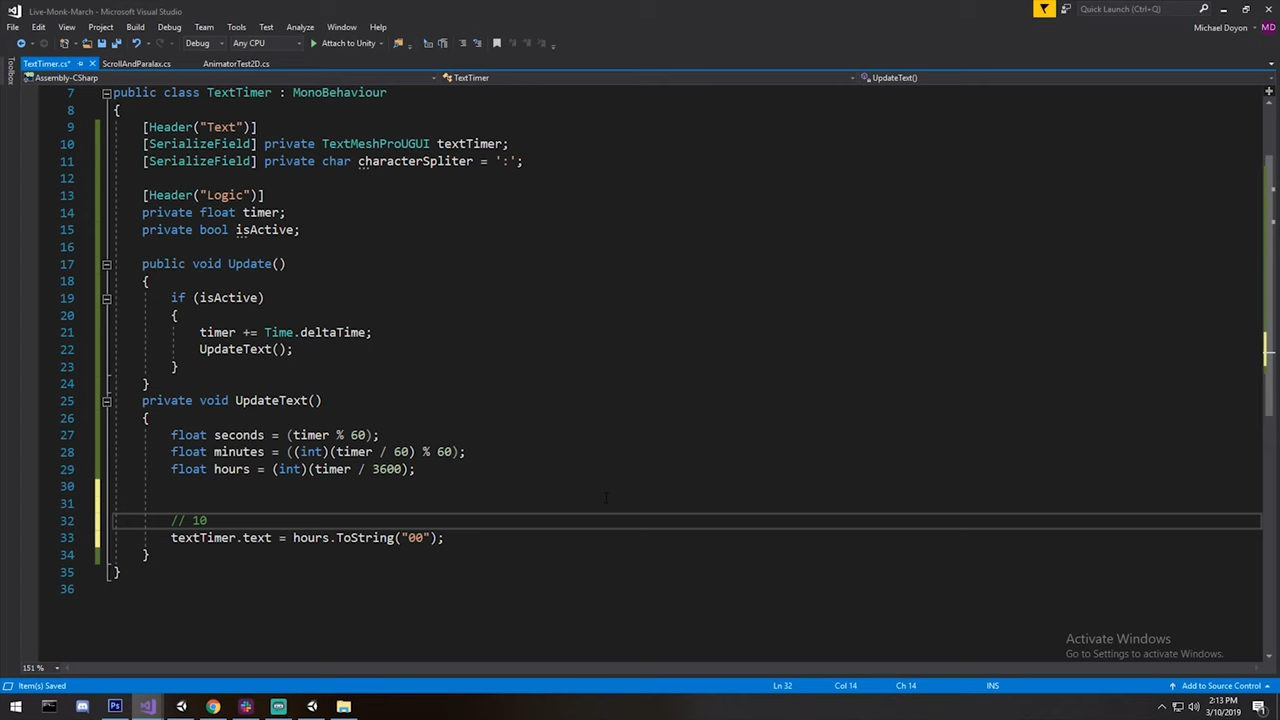 Live-Monk-March - Microsoft Visual Studio
Quick Launch (Ctrl+Q)
File Edit View Project Build Debug Team Tools Test Analyze Window Help
Michael Doyon MD
Debug Any CPU Attach to Unity
Toolbox
TextTimer.cs* ScrollAndParalax.cs AnimatorTest2D.cs
Assembly-CSharp TextTimer UpdateText()
7 public class TextTimer : MonoBehaviour
8 {
9 [Header("Text")]
10 [SerializeField] private TextMeshProUGUI textTimer;
11 [SerializeField] private char characterSpliter = ':';
12
13 [Header("Logic")]
14 private float timer;
15 private bool isActive;
16
17 public void Update()
18 {
19 if (isActive)
20 {
21 timer += Time.deltaTime;
22 UpdateText();
23 }
24 }
25 private void UpdateText()
26 {
27 float seconds = (timer % 60);
28 float minutes = ((int)(timer / 60) % 60);
29 float hours = (int)(timer / 3600);
30
31
32 // 10
33 textTimer.text = hours.ToString("00");
34 }
35 }
36
Activate Windows
Go to Settings to activate Windows.
151 %
Item(s) Saved Ln 32 Col 14 Ch 14 INS Add to Source Control
Ps
2:13 PM
3/10/2019
1